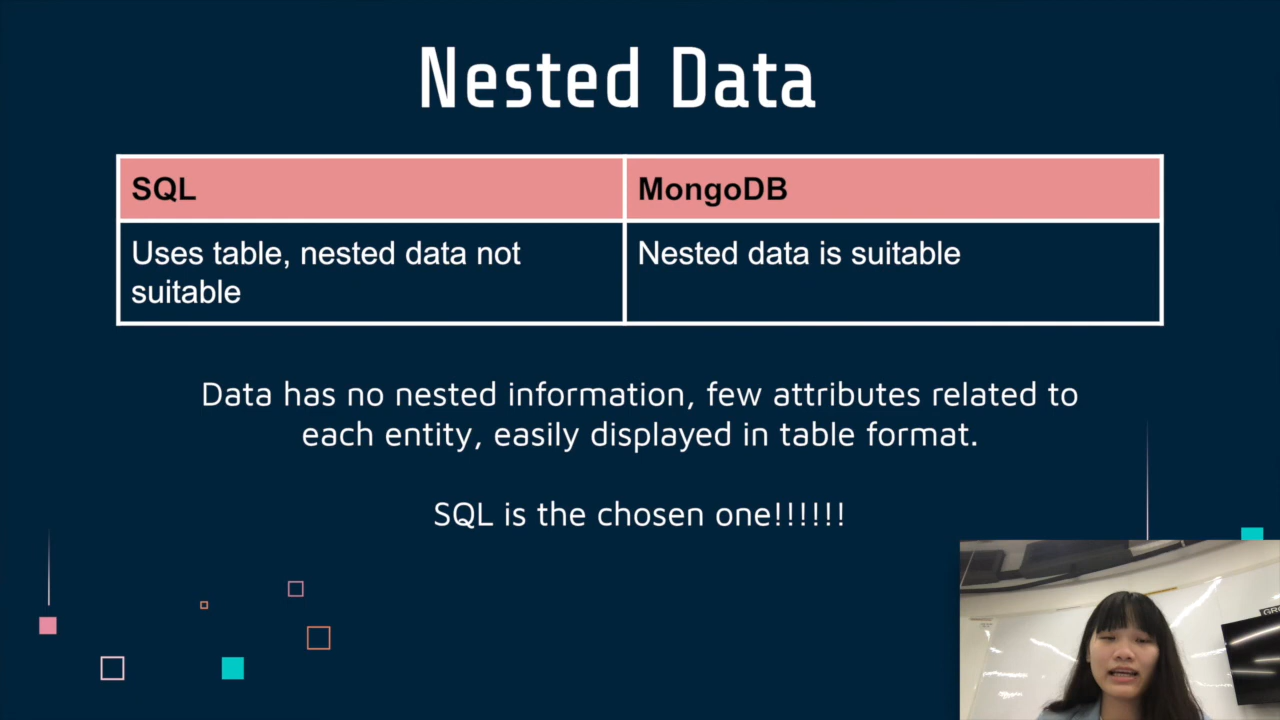 Nested Data
SQL
MongoDB
Uses table, nested data not
suitable
Nested data is suitable
Data has no nested information, few attributes related to
each entity, easily displayed in table format.
SQL is the chosen one!!!!!!